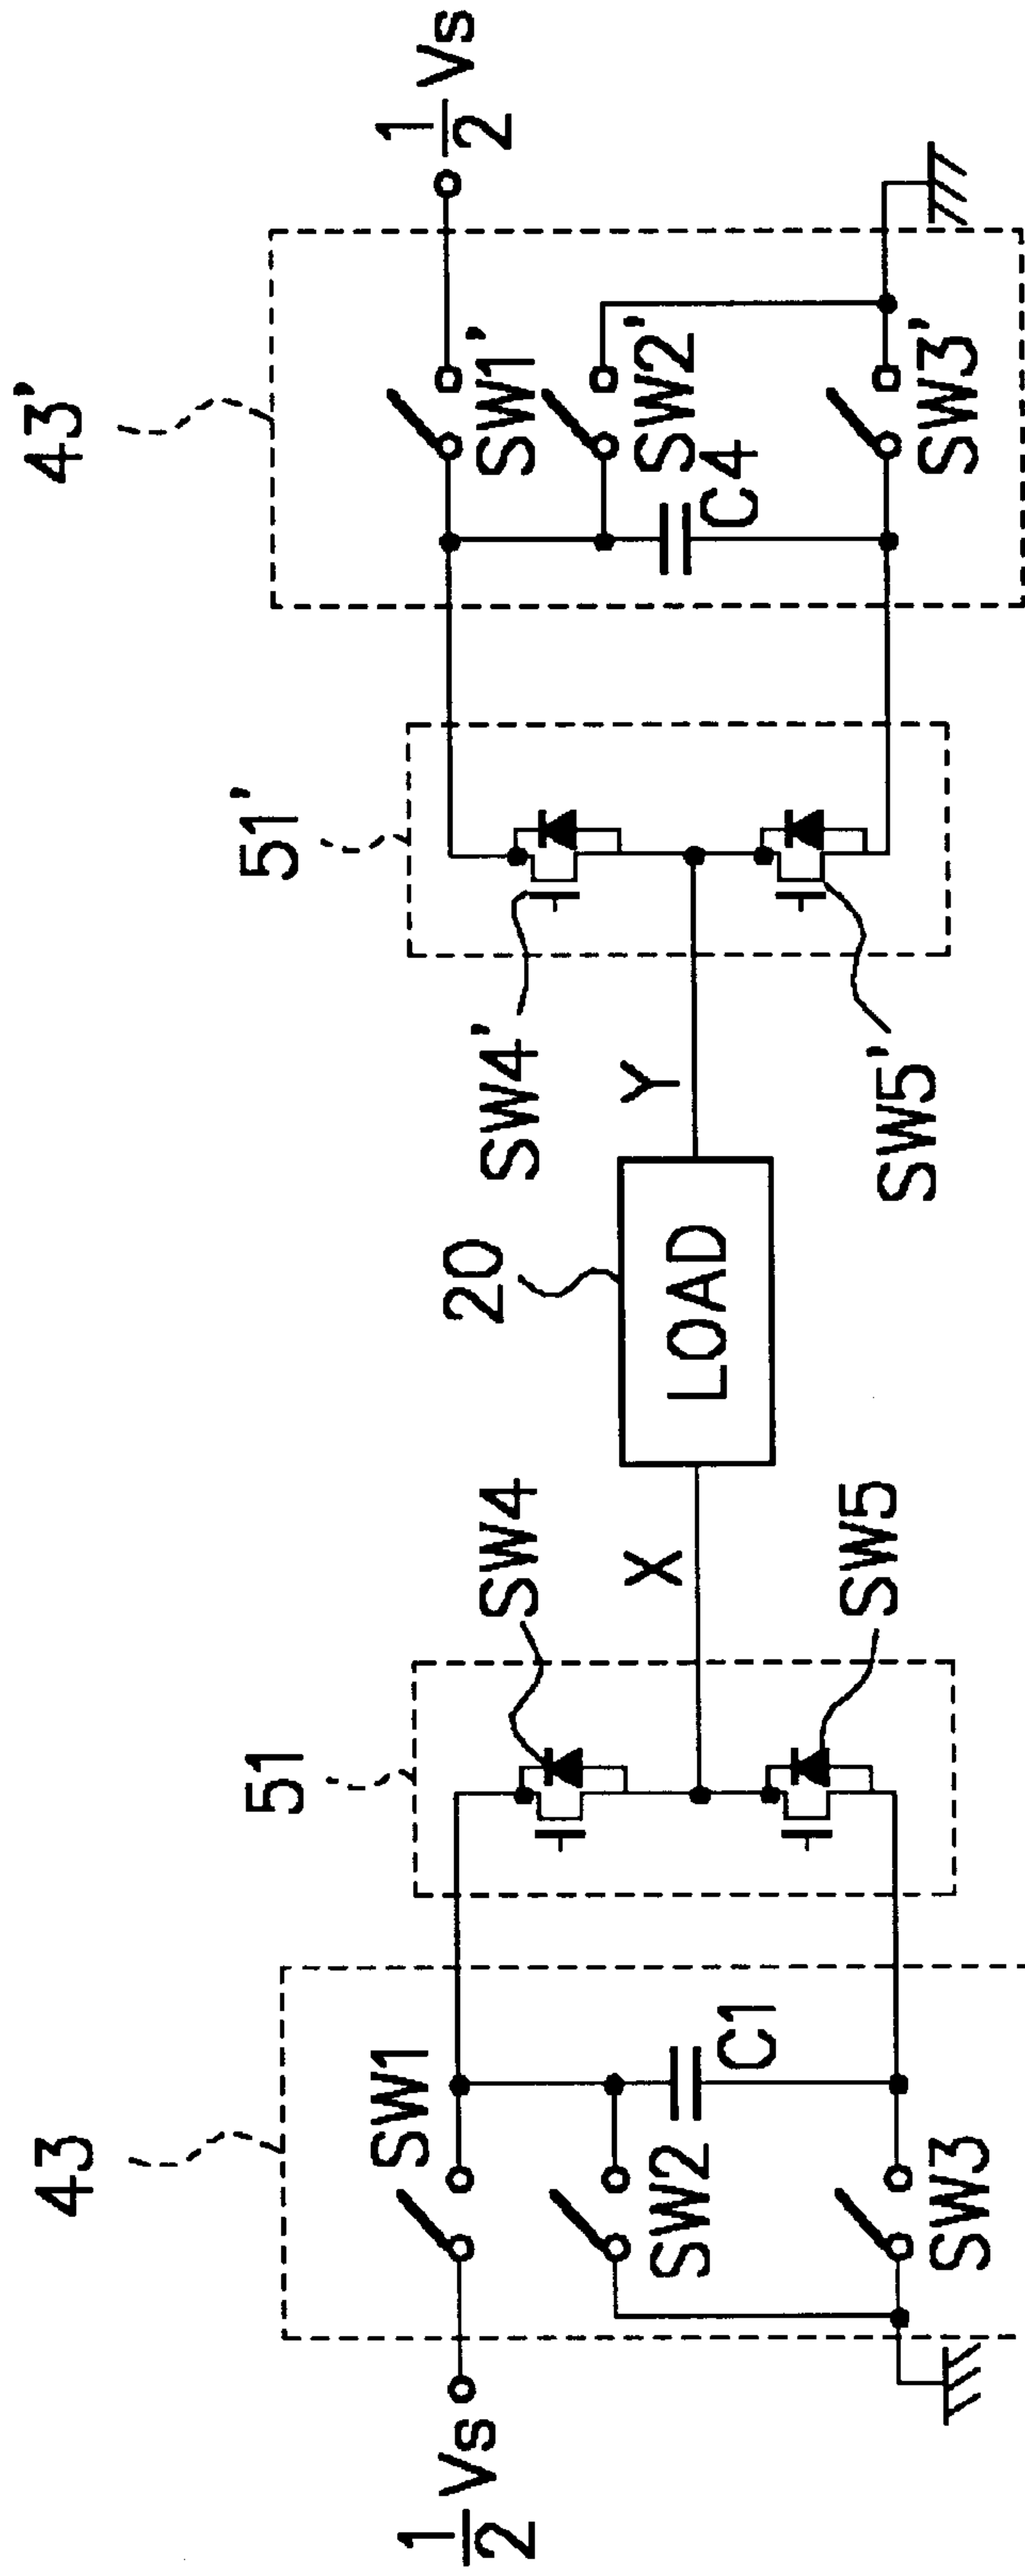 43
51
20
51'
43'
1/2 Vs
SW1
SW2
C1
SW3
SW4
SW5
X
LOAD
Y
SW4'
SW5'
SW1'
SW2'
C4
SW3'
1/2 Vs